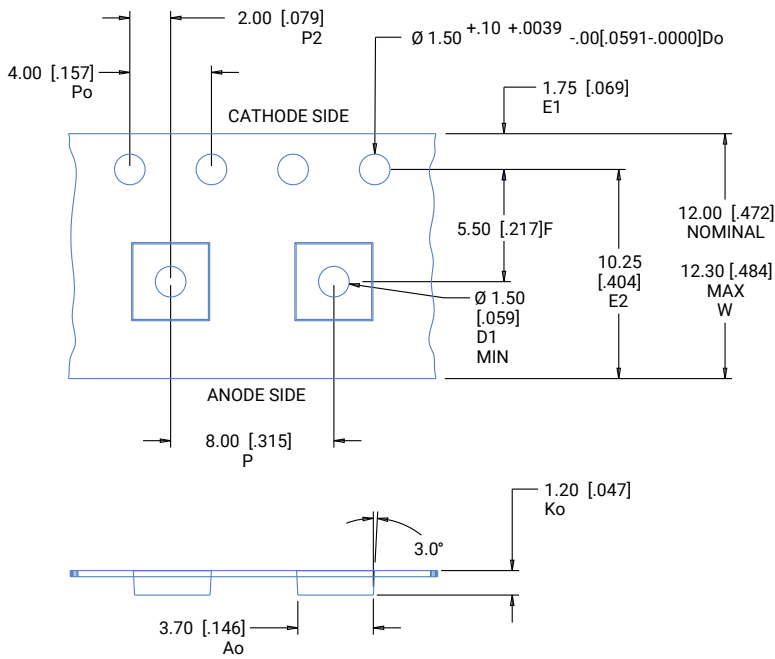 2.00 [.079]
P2
Ø 1.50 +.10 +.0039 -.00[.0591-.0000]Do
4.00 [.157]
Po
1.75 [.069]
E1
CATHODE SIDE
5.50 [.217]F
12.00 [.472]
NOMINAL
12.30 [.484]
MAX
W
10.25
[.404]
E2
Ø 1.50
[.059]
D1
MIN
ANODE SIDE
8.00 [.315]
P
1.20 [.047]
Ko
3.0°
3.70 [.146]
Ao